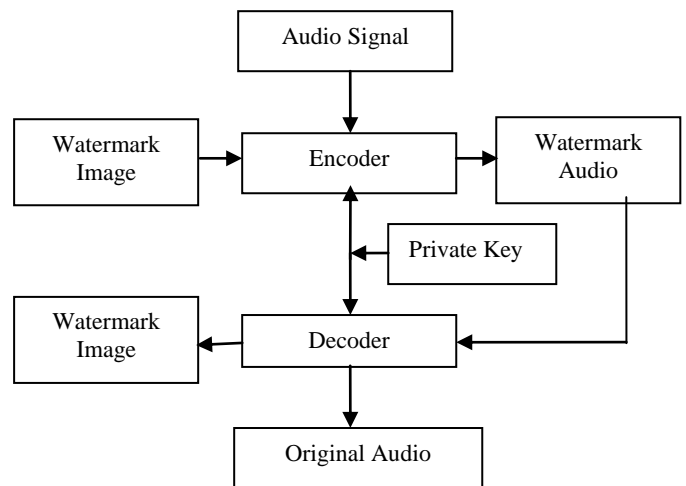 Audio Signal
Watermark
Image
Encoder
Watermark
Audio
Private Key
Watermark
Image
Decoder
Original Audio